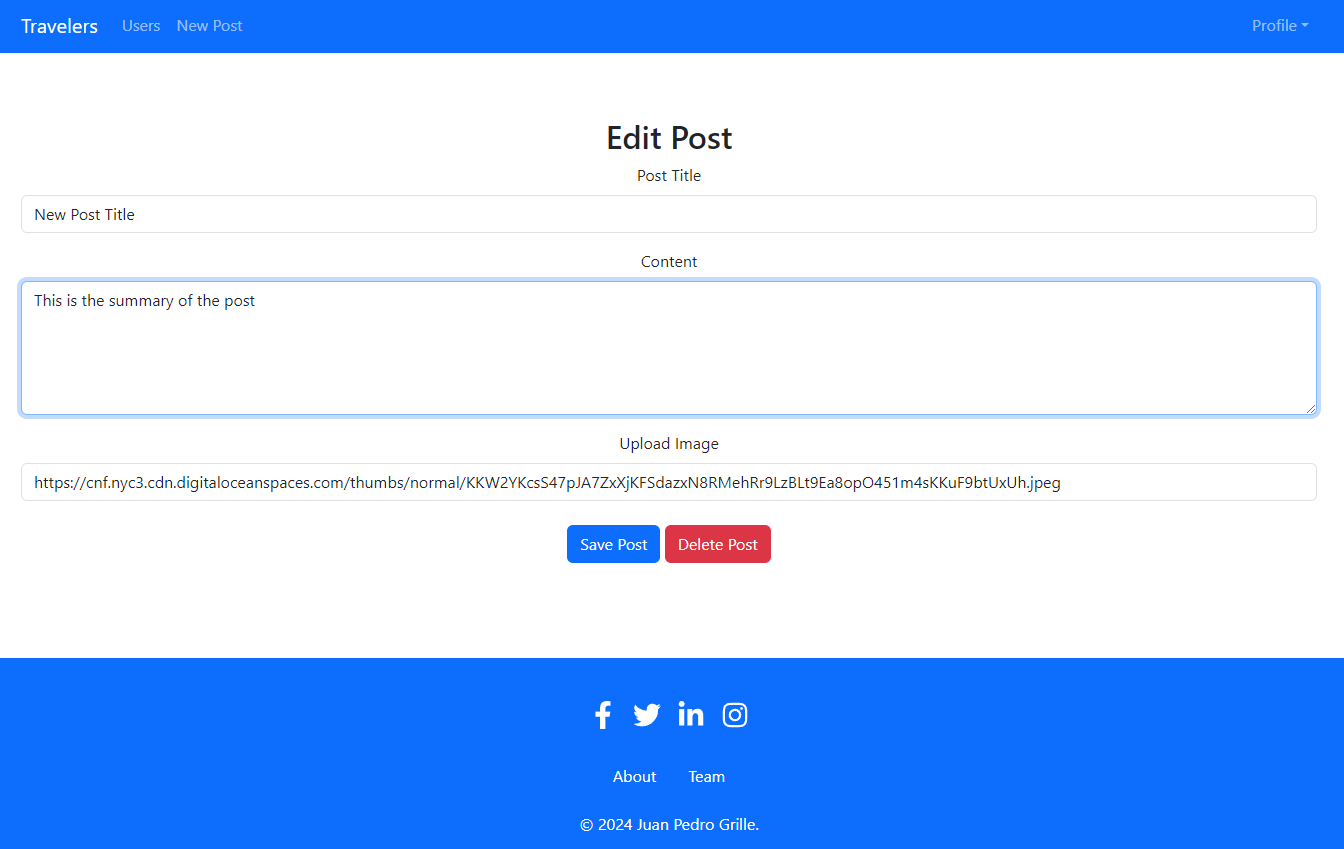 Travelers Users New Post Profile
Edit Post
Post Title
New Post Title
Content
This is the summary of the post
Upload Image
https://cnf.nyc3.cdn.digitaloceanspaces.com/thumbs/normal/KKW2YKcsS47pJA7ZxXjKFSdazxN8RMehRr9LzBLt9Ea8opO451m4sKKuF9btUxUh.jpeg
Save Post Delete Post
About Team
© 2024 Juan Pedro Grille.